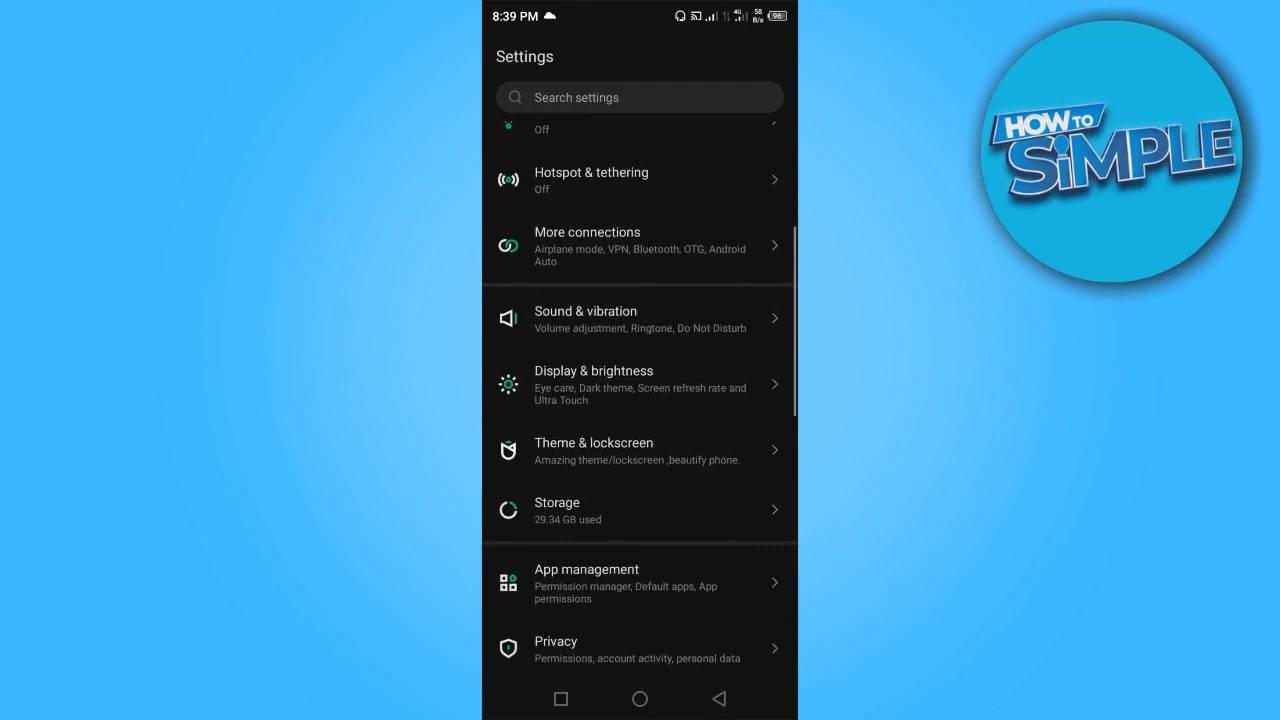 8:39 PM
4G
58
B/s
96
Settings
Search settings
Off
Hotspot & tethering
Off
More connections
Airplane mode, VPN, Bluetooth, OTG, Android
Auto
Sound & vibration
Volume adjustment, Ringtone, Do Not Disturb
Display & brightness
Eye care, Dark theme, Screen refresh rate and
Ultra Touch
Theme & lockscreen
Amazing theme/lockscreen ,beautify phone.
Storage
29.34 GB used
App management
Permission manager, Default apps, App
permissions
Privacy
Permissions, account activity, personal data
HOW TO
SiMPLE